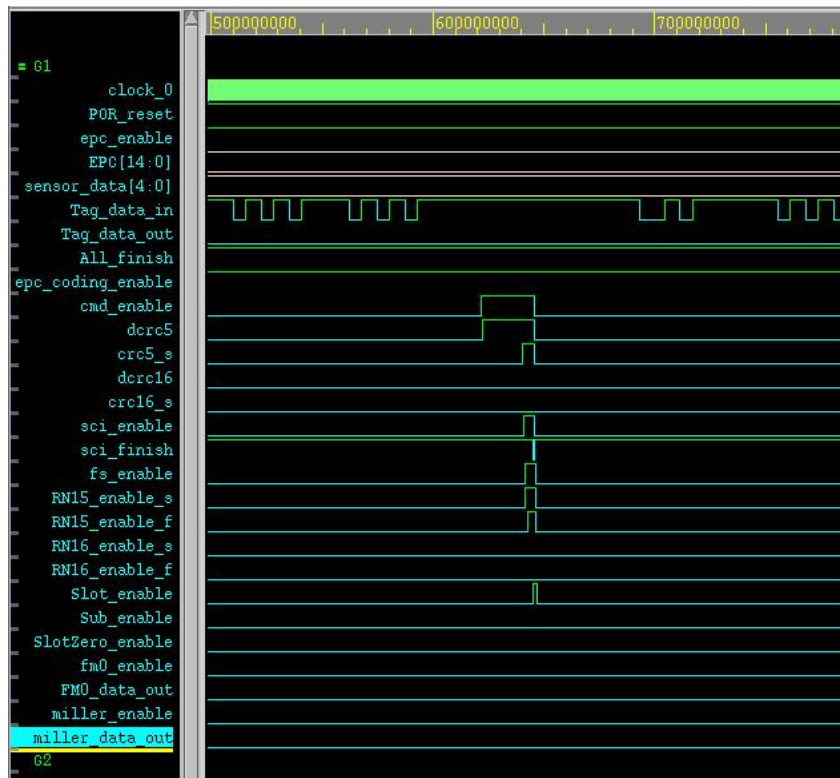 500000000 600000000 700000000
= G1
clock_0
POR_reset
epc_enable
EPC[14:0]
sensor_data[4:0]
Tag_data_in
Tag_data_out
All_finish
epc_coding_enable
cmd_enable
dcrc5
crc5_s
dcrc16
crc16_s
sci_enable
sci_finish
fs_enable
RN15_enable_s
RN15_enable_f
RN16_enable_s
RN16_enable_f
Slot_enable
Sub_enable
SlotZero_enable
fm0_enable
FM0_data_out
miller_enable
miller_data_out
G2